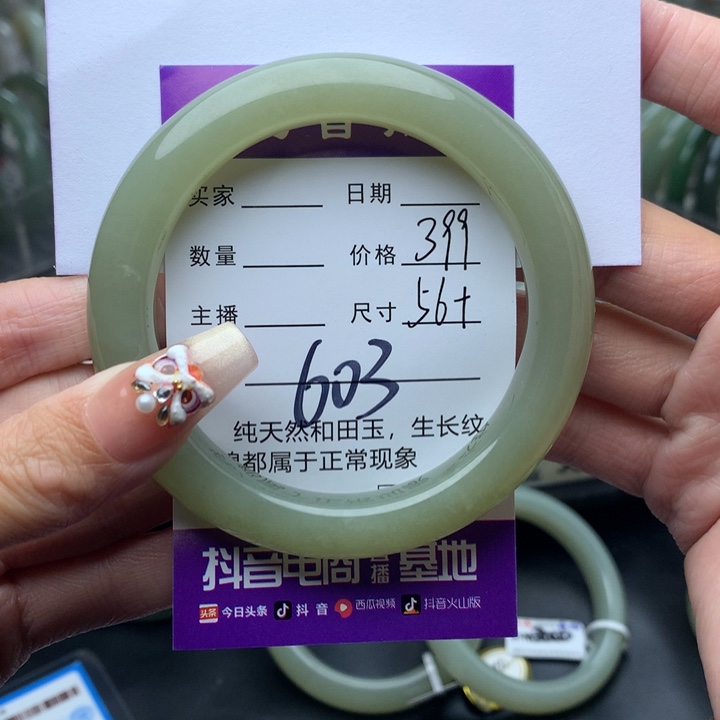 买家 日期
数量 价格 399
主播 尺寸 56+
603
纯天然和田玉，生长纹
都属于正常现象
抖音电商直播基地
头条 今日头条 抖音 西瓜视频 抖音火山版